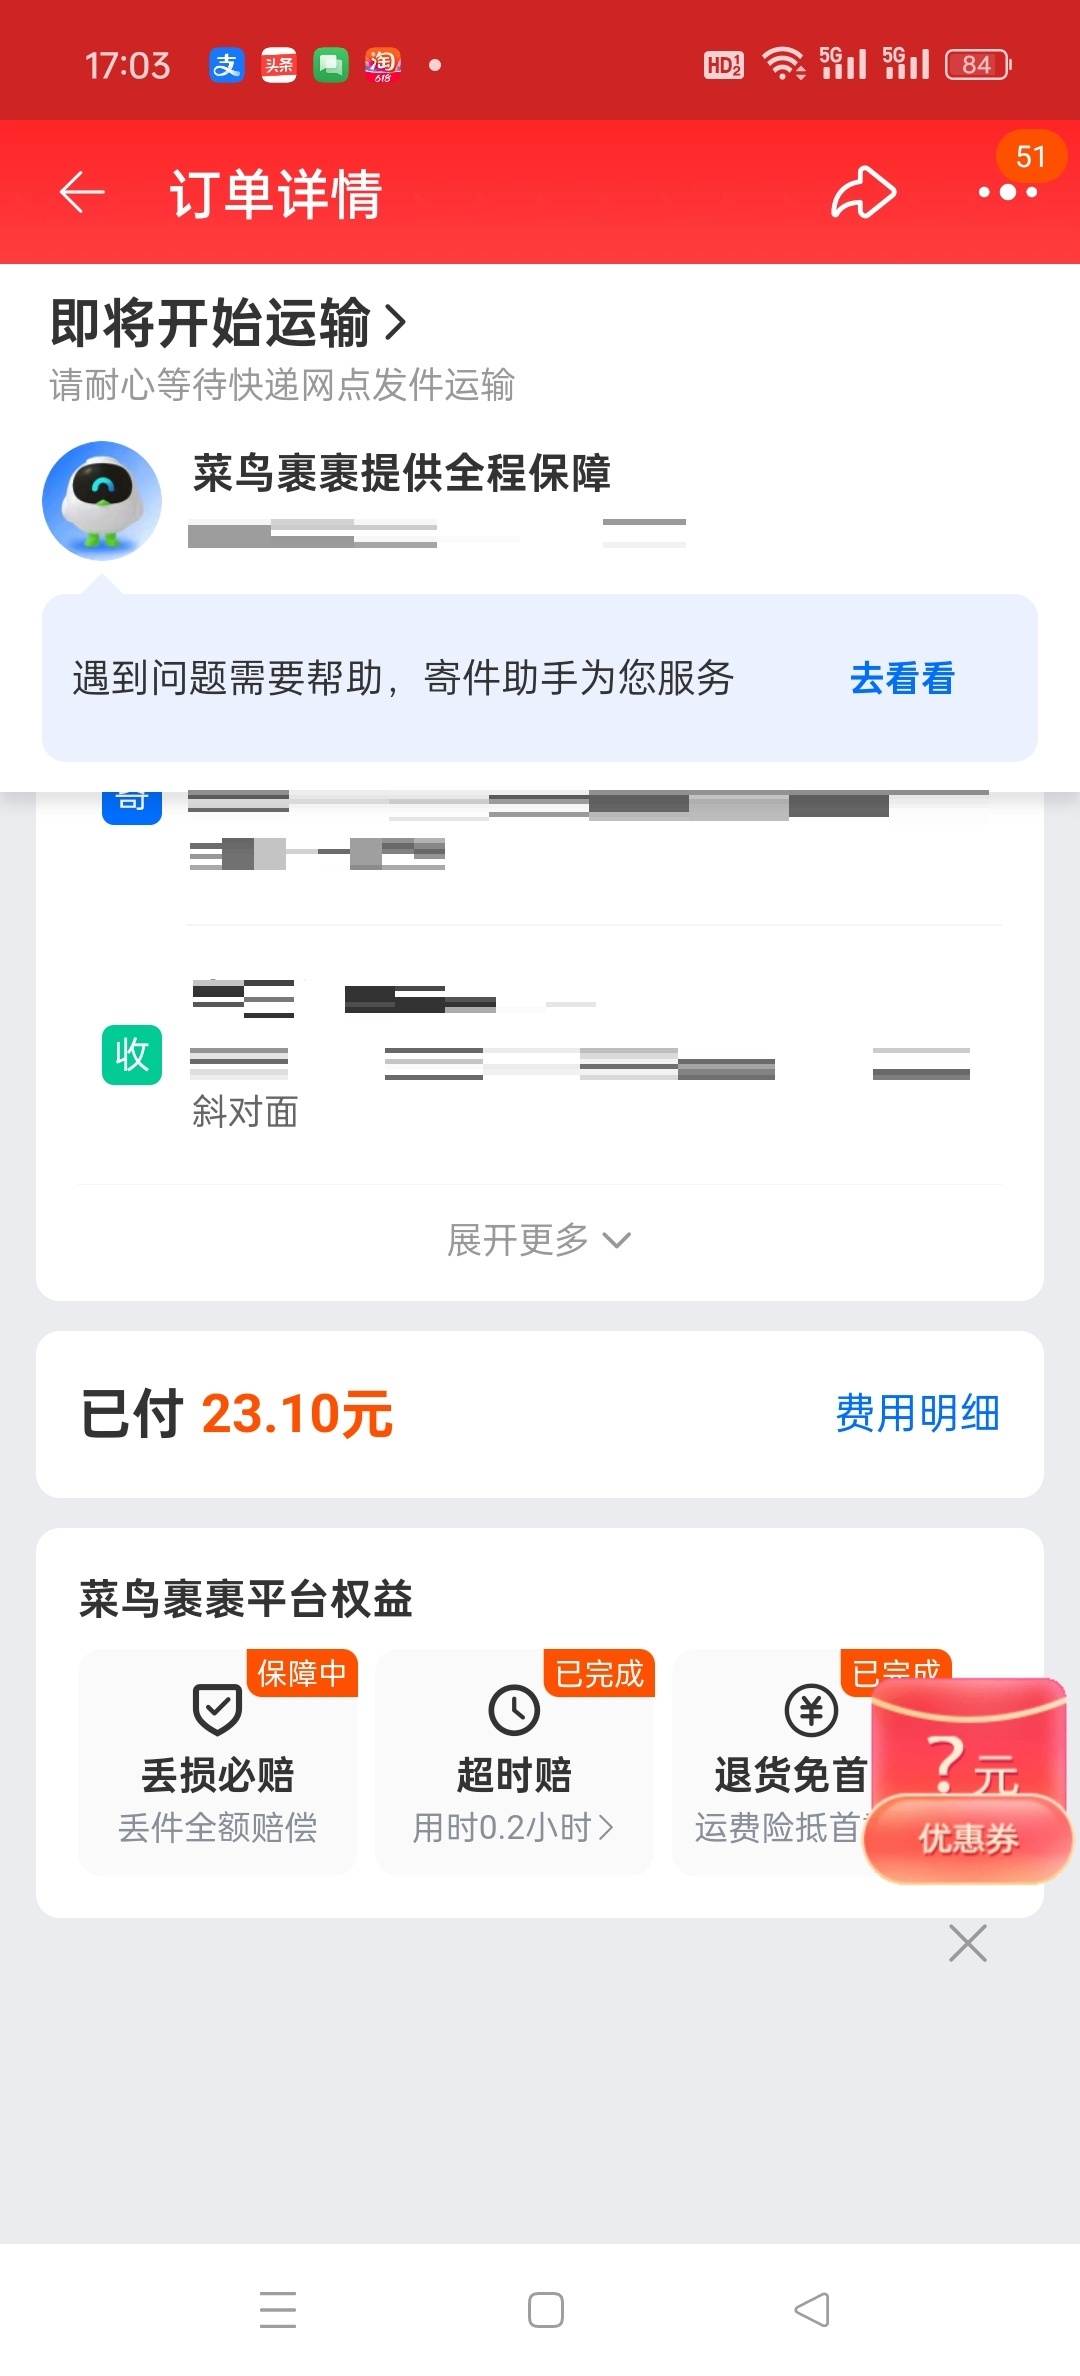 17:03
支
头条
淘
618
HD 1 2
5G
5G
84
51
订单详情
即将开始运输
请耐心等待快递网点发件运输
菜鸟裹裹提供全程保障
遇到问题需要帮助，寄件助手为您服务
去看看
寄
收
斜对面
展开更多
已付 23.10元
费用明细
菜鸟裹裹平台权益
保障中
已完成
已完成
丢损必赔
超时赔
退货免首
丢件全额赔偿
用时0.2小时
运费险抵首
?元
优惠券